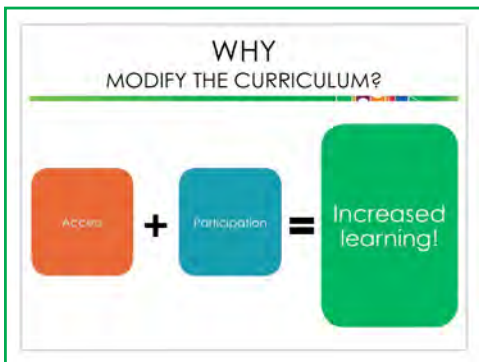 WHY
MODIFY THE CURRICULUM?
Access
+
Participation
=
Increased
learning!